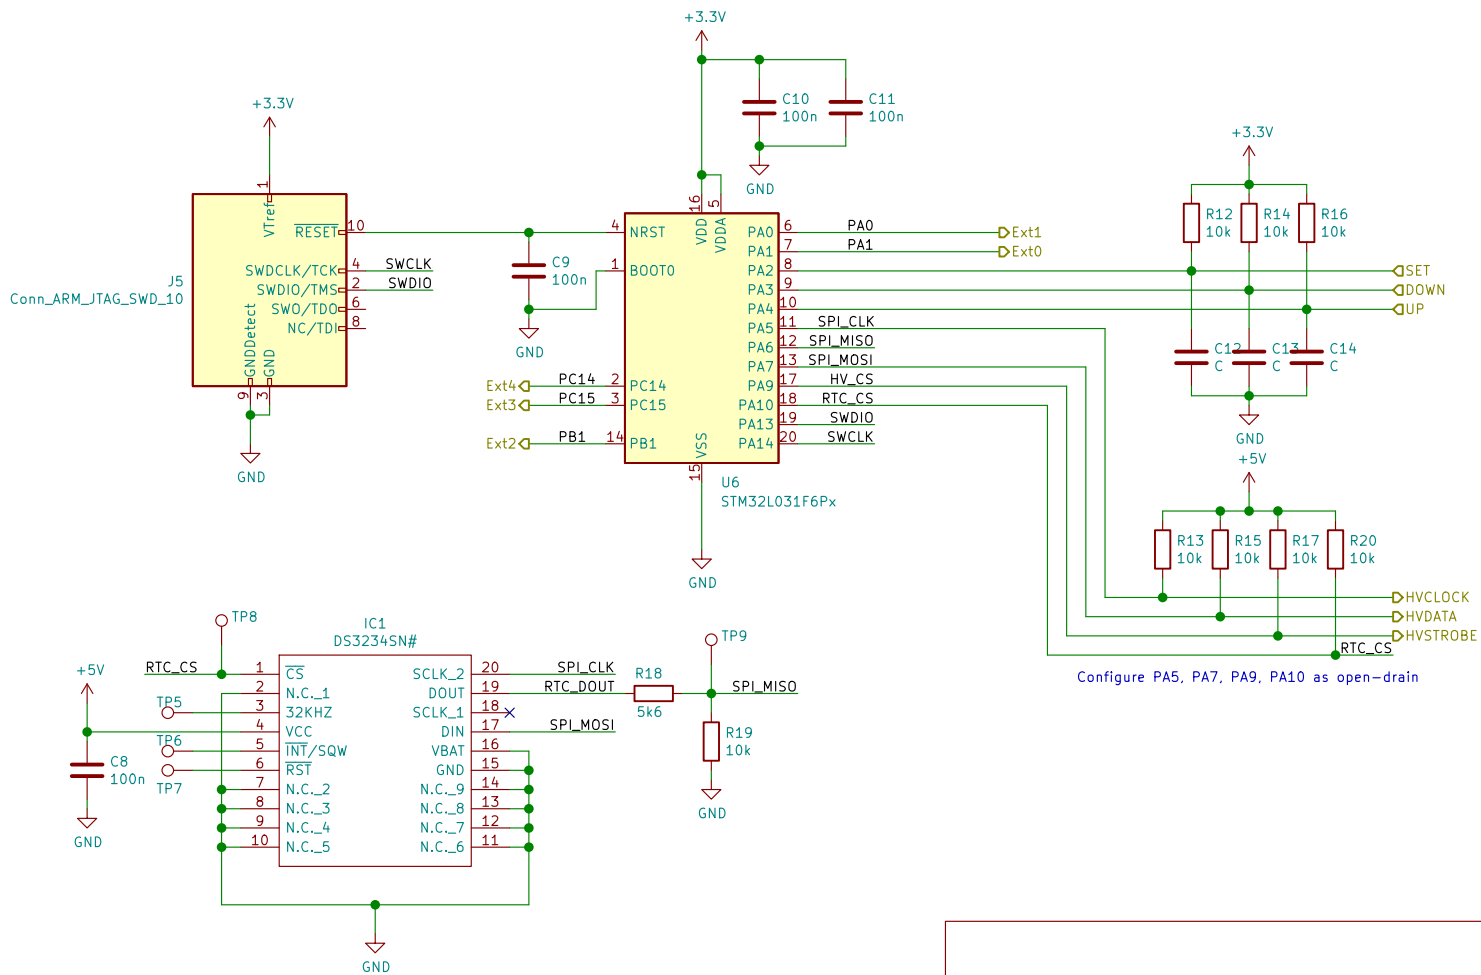 +3.3V
C10
100n
C11
100n
GND
+3.3V
1
VTref
RESET 10
SWDCLK/TCK 4 SWCLK
SWDIO/TMS 2 SWDIO
SWO/TDO 6
NC/TDI 8
GNDDetect
GND
9
3
J5
Conn_ARM_JTAG_SWD_10
GND
C9
100n
GND
16
5
VDD
VDDA
4 NRST
1 BOOT0
Ext4 PC14 2 PC14
Ext3 PC15 3 PC15
Ext2 PB1 14 PB1
VSS
15
PA0 6 PA0 Ext1
PA1 7 PA1 Ext0
PA2 8 SET
PA3 9 DOWN
PA4 10 UP
PA5 11 SPI_CLK
PA6 12 SPI_MISO
PA7 13 SPI_MOSI
PA9 17 HV_CS
PA10 18 RTC_CS
PA13 19 SWDIO
PA14 20 SWCLK
U6
STM32L031F6Px
GND
+3.3V
R12
10k
R14
10k
R16
10k
C12
C
C13
C
C14
C
GND
+5V
R13
10k
R15
10k
R17
10k
R20
10k
HVCLOCK
HVDATA
HVSTROBE
RTC_CS
Configure PA5, PA7, PA9, PA10 as open-drain
TP8
IC1
DS3234SN#
RTC_CS 1 CS
2 N.C._1
TP5 3 32KHZ
+5V
4 VCC
TP6 5 INT/SQW
TP7 6 RST
7 N.C._2
8 N.C._3
9 N.C._4
10 N.C._5
C8
100n
GND
SCLK_2 20 SPI_CLK
DOUT 19 RTC_DOUT
SCLK_1 18
DIN 17 SPI_MOSI
VBAT 16
GND 15
N.C._9 14
N.C._8 13
N.C._7 12
N.C._6 11
GND
R18
5k6
TP9
SPI_MISO
R19
10k
GND